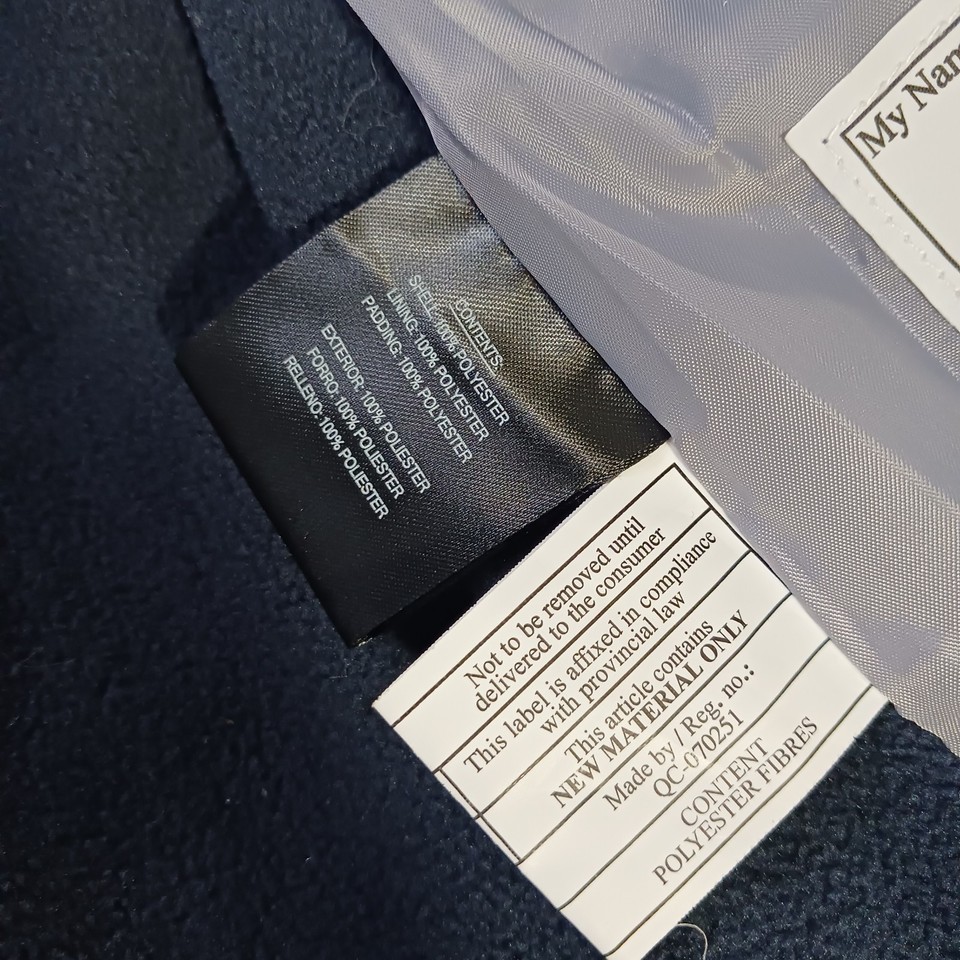 My Nam
CONTENTS
SHELL: 100% POLYESTER
LINING: 100% POLYESTER
PADDING: 100% POLYESTER
EXTERIOR: 100% POLIESTER
FORRO: 100% POLIESTER
RELLENO: 100% POLIESTER
Not to be removed until
delivered to the consumer
This label is affixed in compliance
with provincial law
This article contains
NEW MATERIAL ONLY
Made by / Reg. no.:
QC-070251
CONTENT
POLYESTER FIBRES